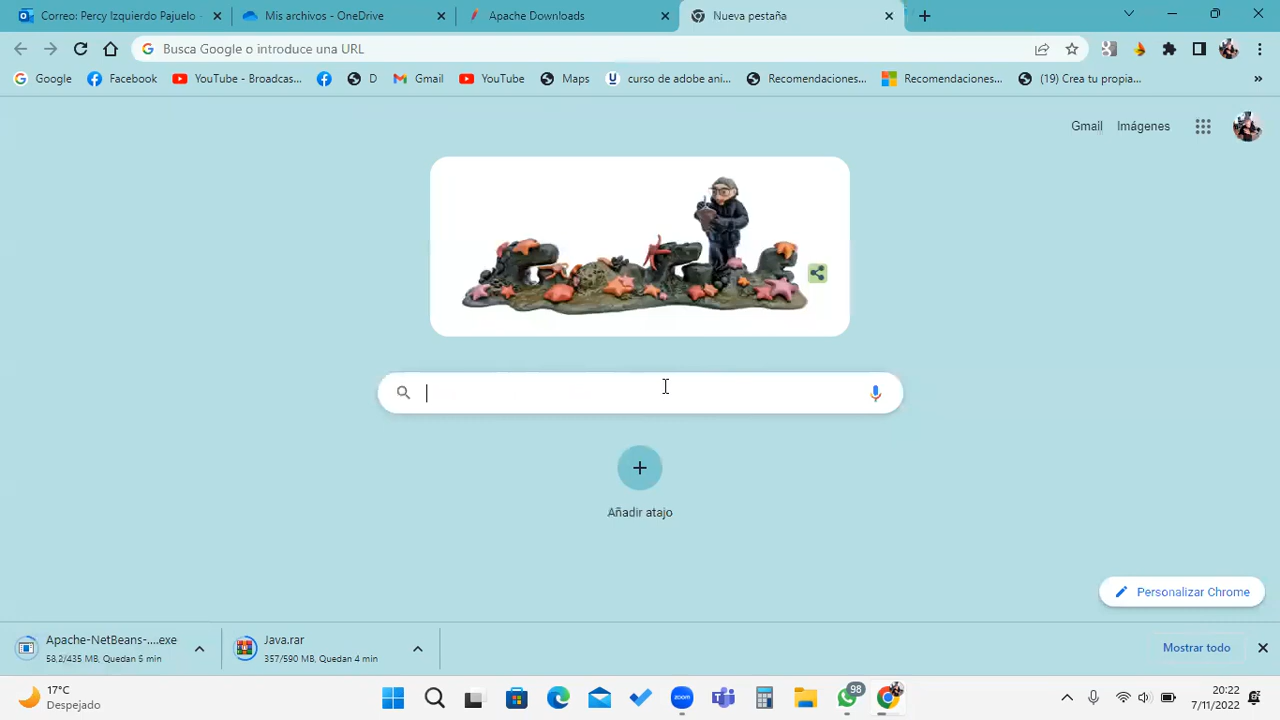 Correo: Percy Izquierdo Pajuelo -
Mis archivos - OneDrive
Apache Downloads
Nueva pestaña
Busca Google o introduce una URL
Google
Facebook
YouTube - Broadcas...
D
Gmail
YouTube
Maps
curso de adobe ani...
Recomendaciones...
Recomendaciones...
(19) Crea tu propia...
»
Gmail
Imágenes
Añadir atajo
Personalizar Chrome
Apache-NetBeans-....exe
58.2/435 MB, Quedan 5 min
Java.rar
357/590 MB, Quedan 4 min
Mostrar todo
17°C
Despejado
zoom
98
20:22
7/11/2022